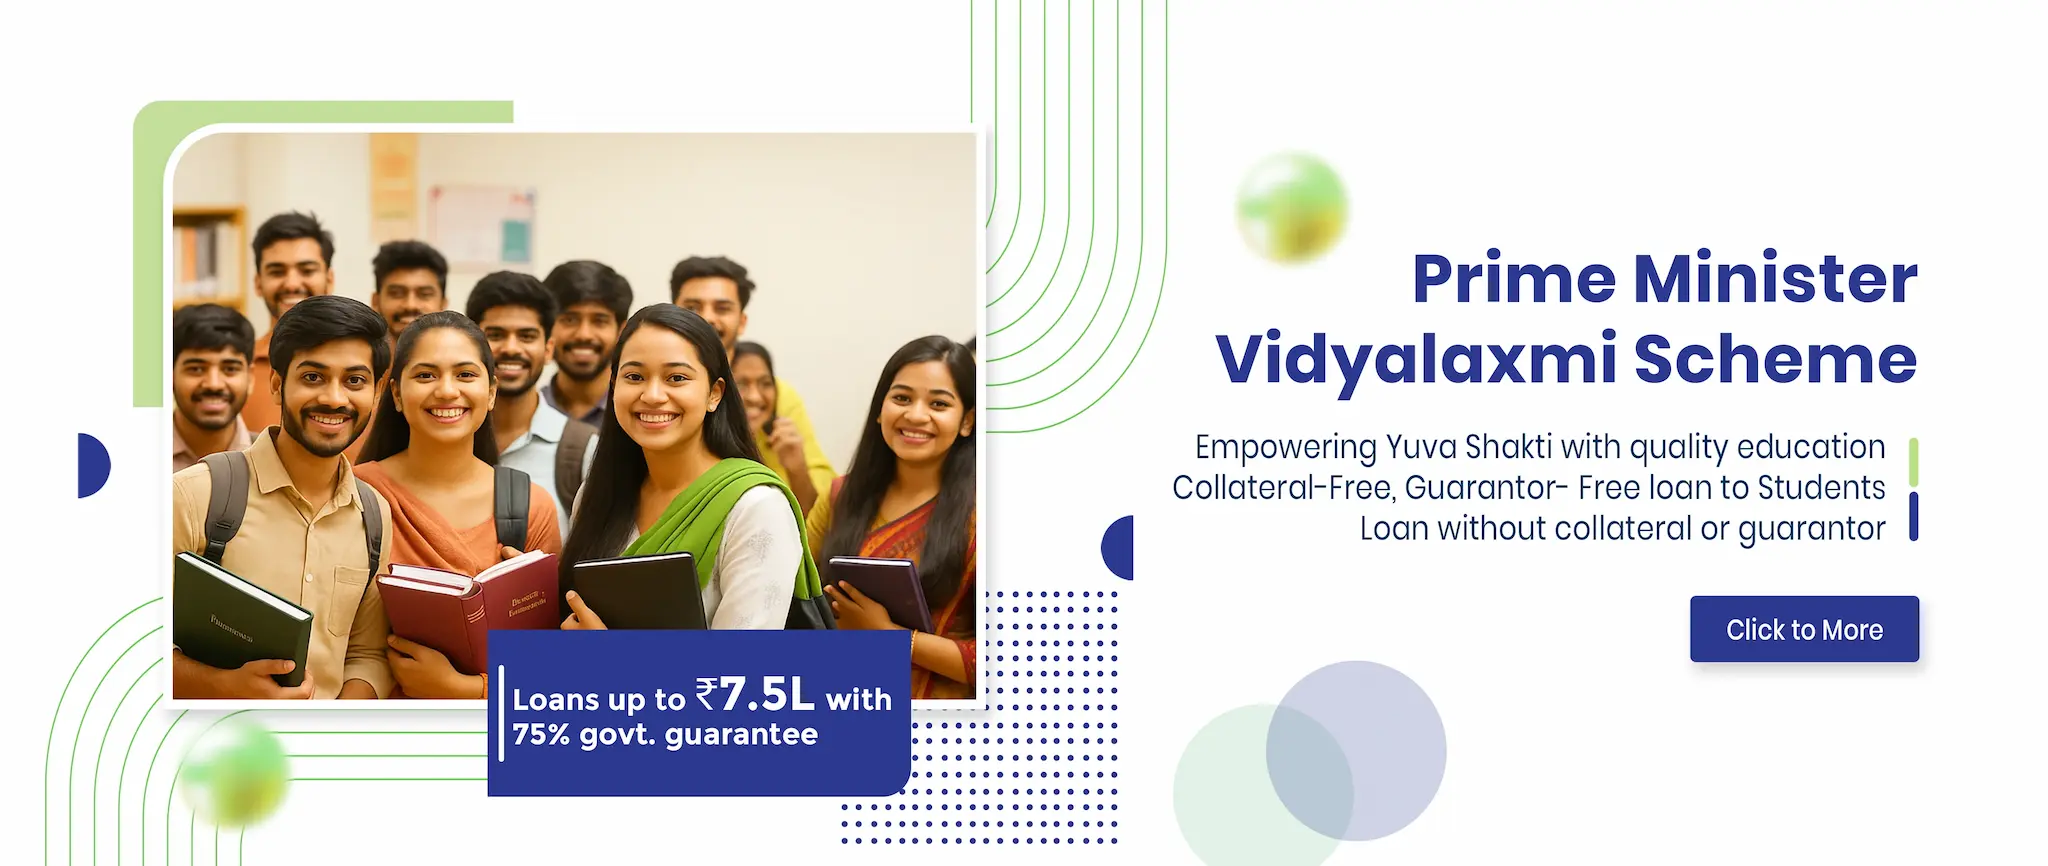 Prime Minister
Vidyalaxmi Scheme
Empowering Yuva Shakti with quality education
Collateral-Free, Guarantor- Free loan to Students
Loan without collateral or guarantor
Click to More
Loans up to ₹7.5L with
75% govt. guarantee